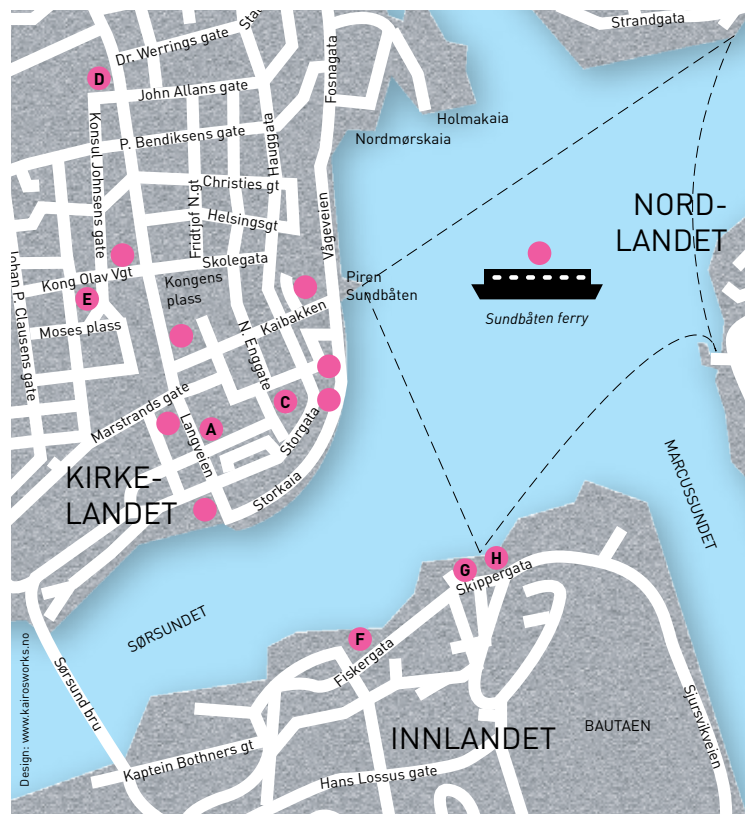 Strandgata
Dr. Werrings gate
Fosnagata
D
John Allans gate
Holmakaia
P. Bendiksens gate
Nordmørskaia
Konsul Johnsens gate
Hauggata
Christies gt
Fridtjof N.gt
Helsingsgt
Vågeveien
NORD-
LANDET
Skolegata
Kong Olav Vgt
Kongens
plass
Piren
Sundbåten
E
Johan P. Clausens gate
Moses plass
Kaibakken
N. Enggate
Sundbåten ferry
Marstrands gate
C
A
Langveien
Storgata
MARCUSSUNDET
KIRKE-
LANDET
Storkaia
H
G
Skippergata
SØRSUNDET
F
Fiskergata
Sørsund bru
Design: www.kairosworks.no
INNLANDET
BAUTAEN
Sjursvikveien
Kaptein Bothners gt
Hans Lossus gate